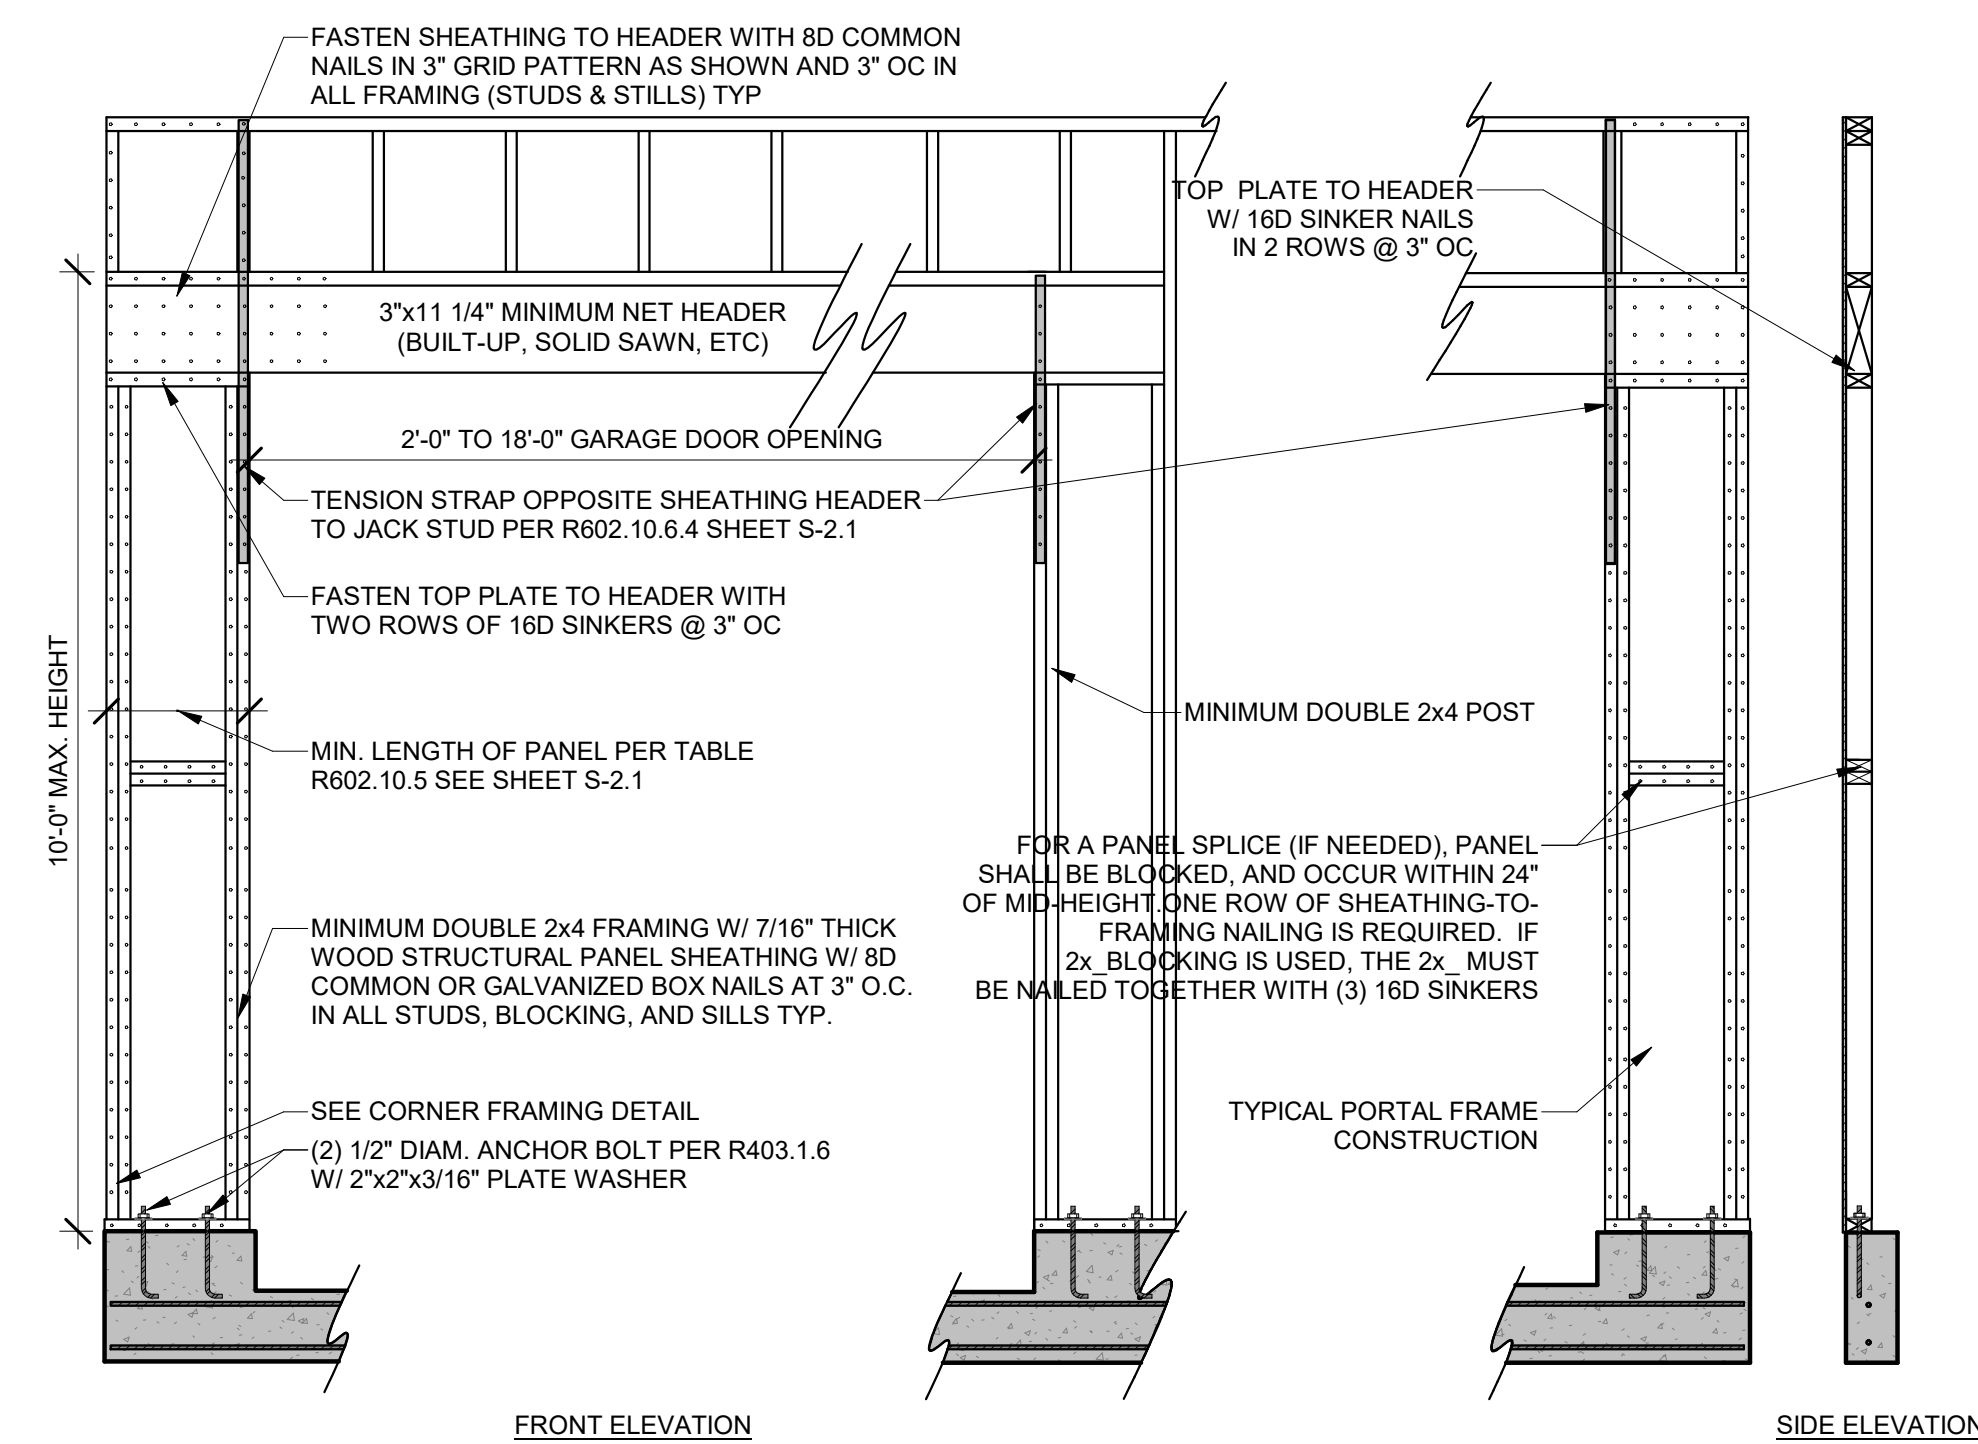 FASTEN SHEATHING TO HEADER WITH 8D COMMON
NAILS IN 3" GRID PATTERN AS SHOWN AND 3" OC IN
ALL FRAMING (STUDS & STILLS) TYP
TOP PLATE TO HEADER
W/ 16D SINKER NAILS
IN 2 ROWS @ 3" OC
3"x11 1/4" MINIMUM NET HEADER
(BUILT-UP, SOLID SAWN, ETC)
2'-0" TO 18'-0" GARAGE DOOR OPENING
TENSION STRAP OPPOSITE SHEATHING HEADER
TO JACK STUD PER R602.10.6.4 SHEET S-2.1
FASTEN TOP PLATE TO HEADER WITH
TWO ROWS OF 16D SINKERS @ 3" OC
10'-0" MAX. HEIGHT
MINIMUM DOUBLE 2x4 POST
MIN. LENGTH OF PANEL PER TABLE
R602.10.5 SEE SHEET S-2.1
FOR A PANEL SPLICE (IF NEEDED), PANEL
SHALL BE BLOCKED, AND OCCUR WITHIN 24"
OF MID-HEIGHT.ONE ROW OF SHEATHING-TO-
FRAMING NAILING IS REQUIRED. IF
2x_BLOCKING IS USED, THE 2x_ MUST
BE NAILED TOGETHER WITH (3) 16D SINKERS
MINIMUM DOUBLE 2x4 FRAMING W/ 7/16" THICK
WOOD STRUCTURAL PANEL SHEATHING W/ 8D
COMMON OR GALVANIZED BOX NAILS AT 3" O.C.
IN ALL STUDS, BLOCKING, AND SILLS TYP.
SEE CORNER FRAMING DETAIL
(2) 1/2" DIAM. ANCHOR BOLT PER R403.1.6
W/ 2"x2"x3/16" PLATE WASHER
TYPICAL PORTAL FRAME
CONSTRUCTION
FRONT ELEVATION
SIDE ELEVATION